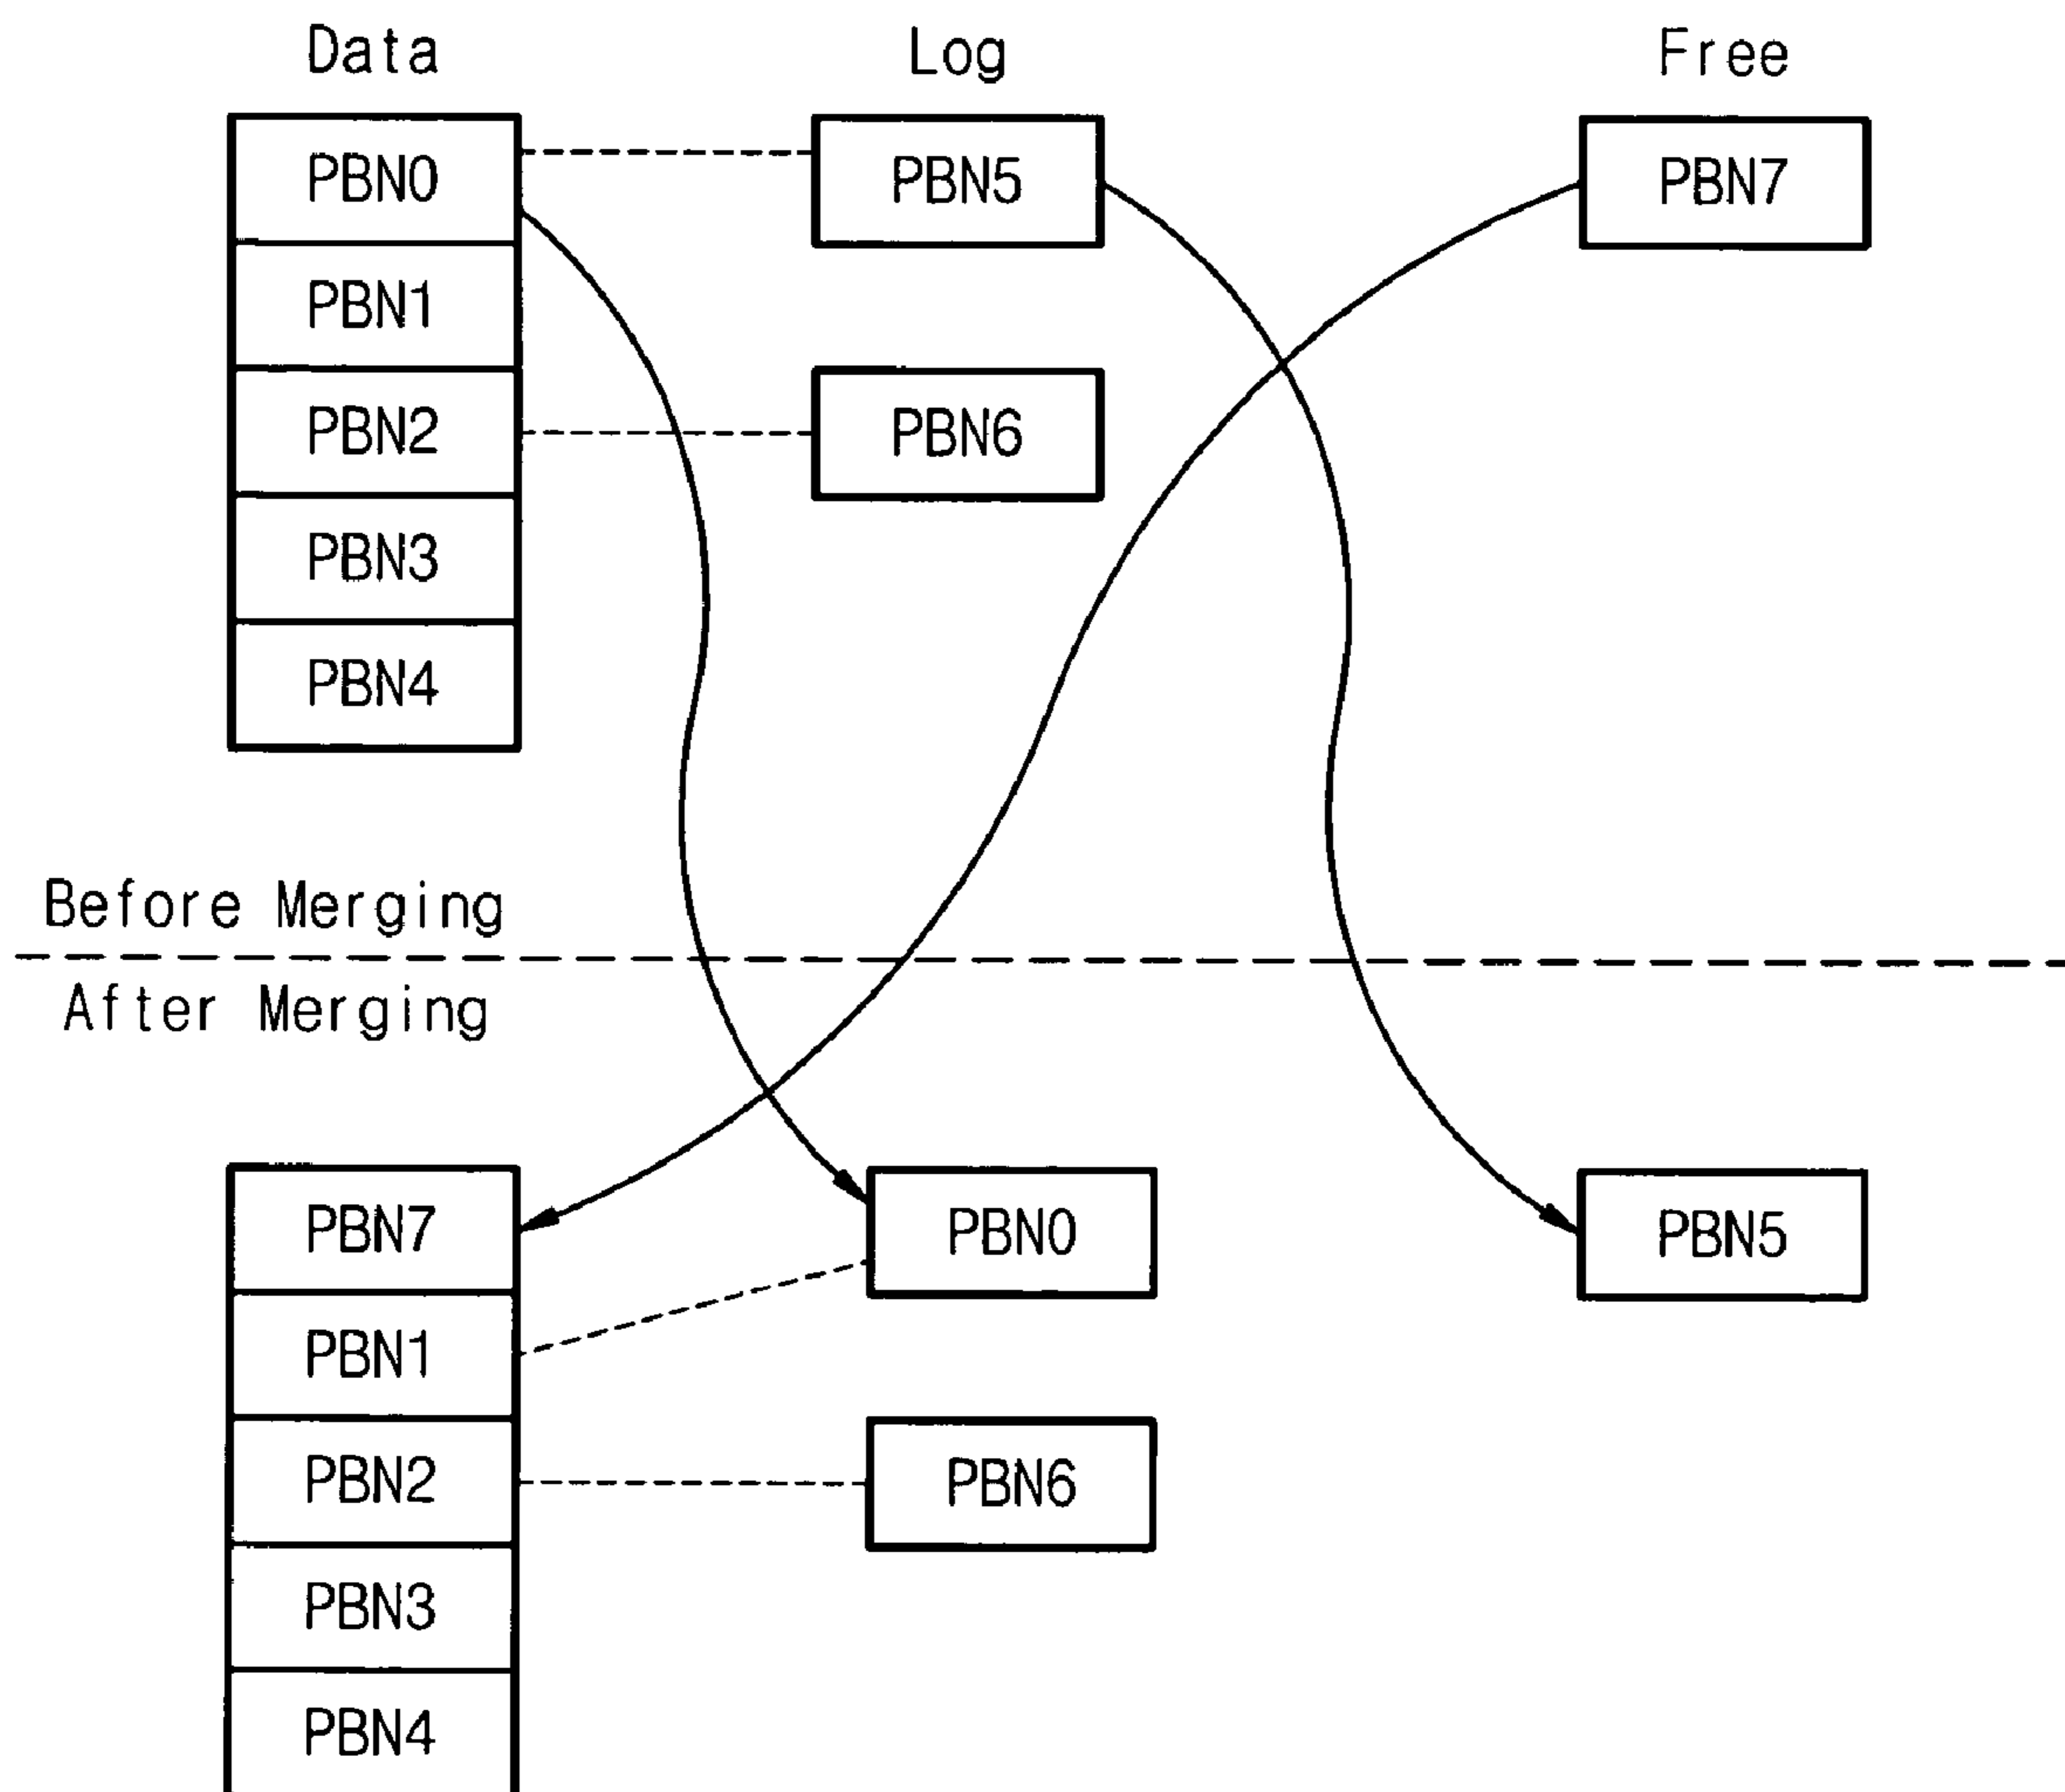 Data Log Free
PBN0 PBN5 PBN7
PBN1
PBN2 PBN6
PBN3
PBN4
Before Merging
After Merging
PBN7 PBN0 PBN5
PBN1
PBN2 PBN6
PBN3
PBN4